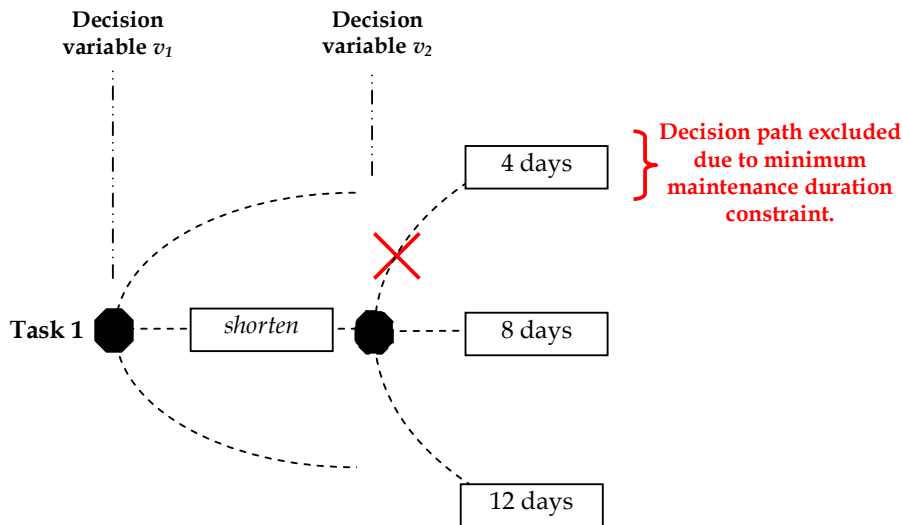 Decision
variable v1
Decision
variable v2
4 days
Decision path excluded
due to minimum
maintenance duration
constraint.
Task 1
shorten
8 days
12 days